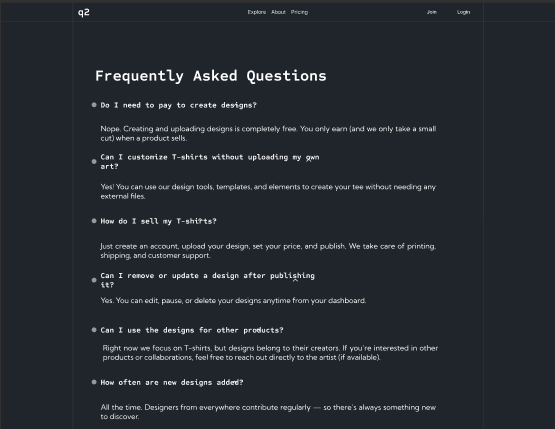 q2
Explore About Pricing
Join Login
Frequently Asked Questions
Do I need to pay to create designs?
Nope. Creating and uploading designs is completely free. You only earn (and we only take a small
cut) when a product sells.
Can I customize T-shirts without uploading my own
art?
Yes! You can use our design tools, templates, and elements to create your tee without needing any
external files.
How do I sell my T-shirts?
Just create an account, upload your design, set your price, and publish. We take care of printing,
shipping, and customer support.
Can I remove or update a design after publishing
it?
Yes. You can edit, pause, or delete your designs anytime from your dashboard.
Can I use the designs for other products?
Right now we focus on T-shirts, but designs belong to their creators. If you're interested in other
products or collaborations, feel free to reach out directly to the artist (if available).
How often are new designs added?
All the time. Designers from everywhere contribute regularly — so there's always something new
to discover.